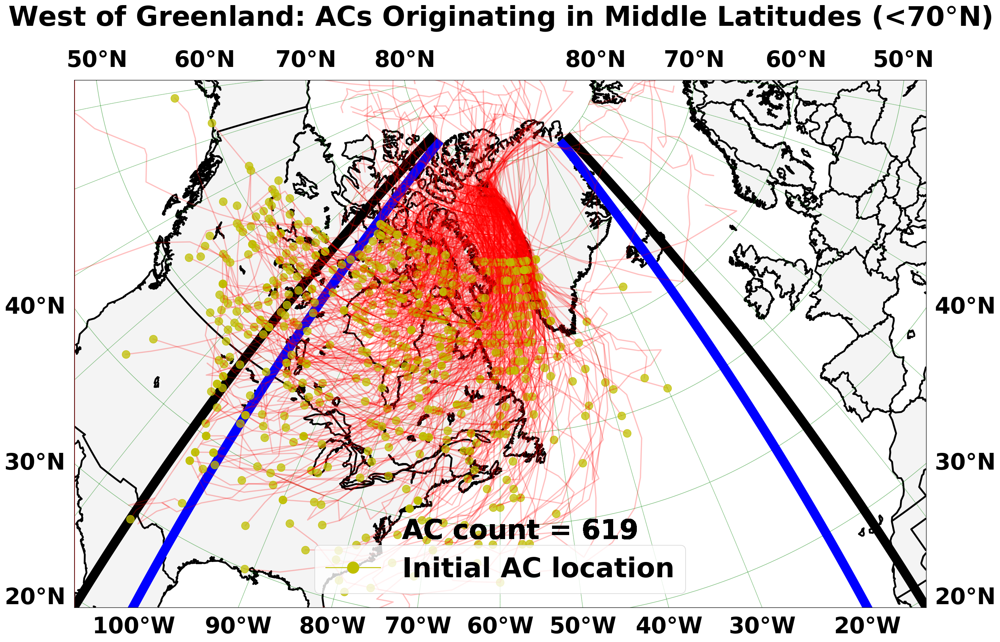 West of Greenland: ACs Originating in Middle Latitudes (<70°N)
50°N 60°N 70°N 80°N 80°N 70°N 60°N 50°N
40°N 40°N
30°N 30°N
AC count = 619
Initial AC location
20°N 20°N
100°W 90°W 80°W 70°W 60°W 50°W 40°W 30°W 20°W